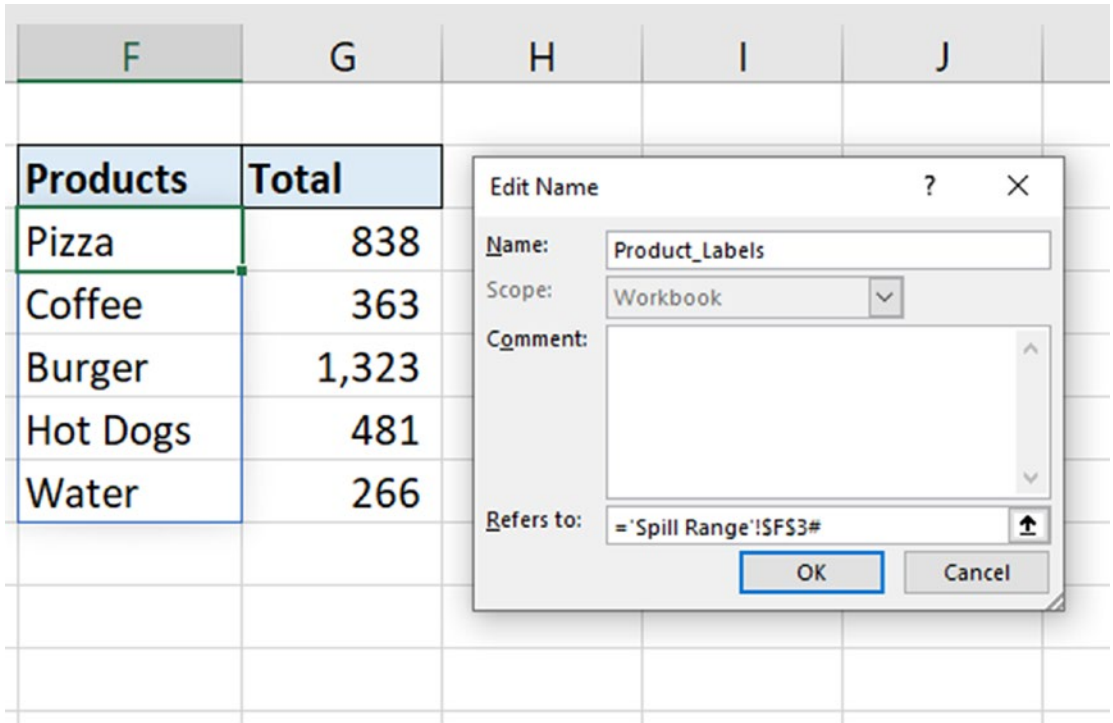 F G H I J
Products Total
Pizza 838
Coffee 363
Burger 1,323
Hot Dogs 481
Water 266
Edit Name ? ×
Name: Product_Labels
Scope: Workbook
Comment:
Refers to: ='Spill Range'!$F$3#
OK Cancel